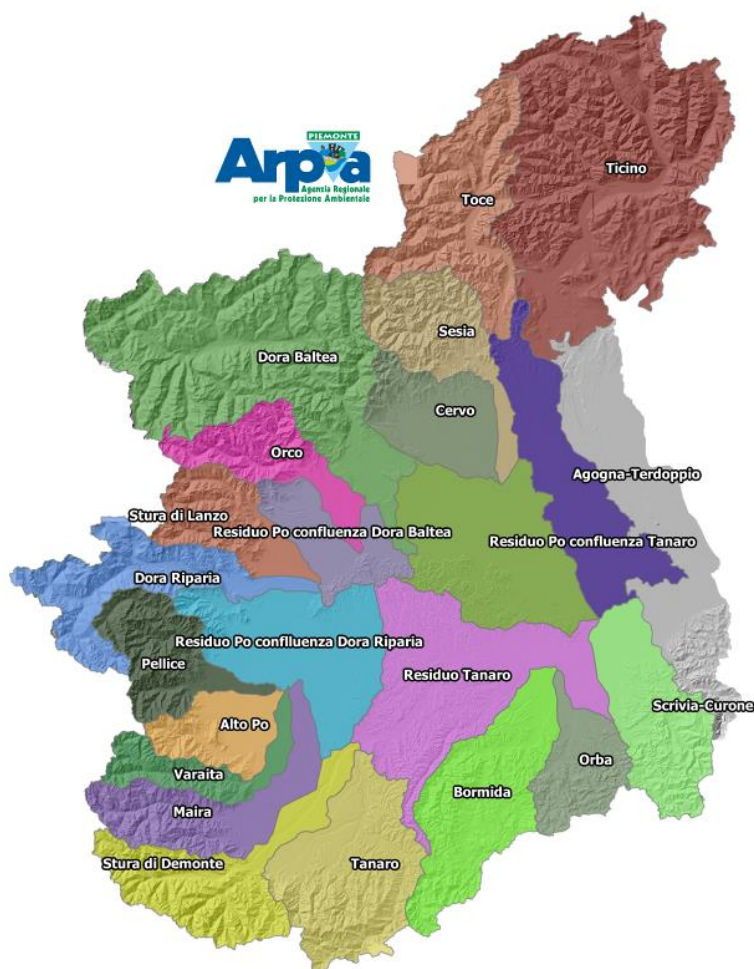 PIEMONTE
Arpa
Agenzia Regionale
per la Protezione Ambientale
Ticino
Toce
Sesia
Dora Baltea
Cervo
Orco
Agogna-Terdoppio
Stura di Lanzo
Residuo Po confluenza Dora Baltea
Residuo Po confluenza Tanaro
Dora Riparia
Residuo Po conflluenza Dora Riparia
Pellice
Residuo Tanaro
Scrivia-Curone
Alto Po
Orba
Varaita
Bormida
Maira
Stura di Demonte
Tanaro